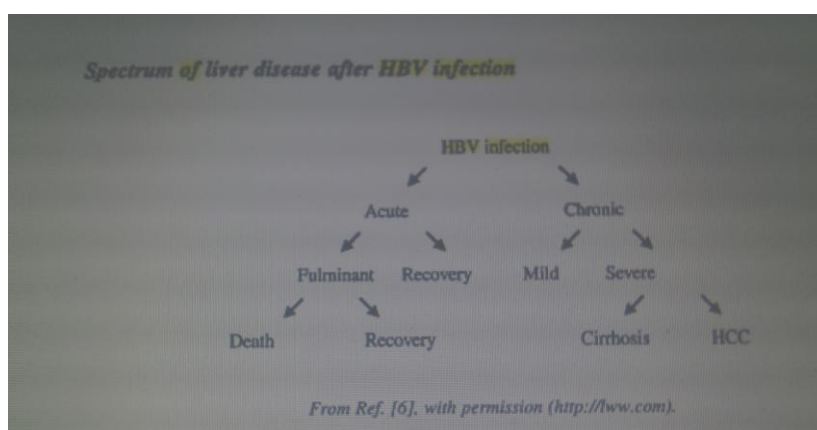 Spectrum of liver disease after HBV infection
HBV infection
Acute Chronic
Fulminant Recovery Mild Severe
Death Recovery Cirrhosis HCC
From Ref. [6], with permission (http://lww.com).